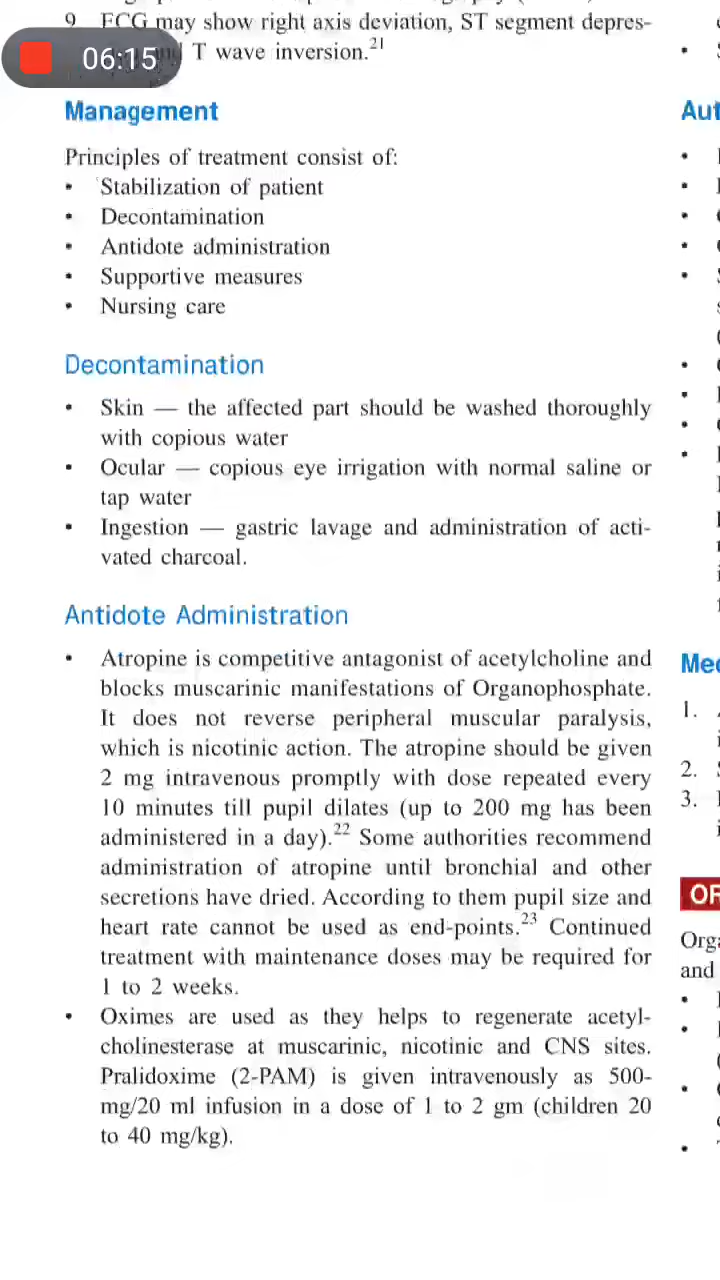 9. ECG may show right axis deviation, ST segment depres-
T wave inversion.21
06:15
Management
Principles of treatment consist of:
• Stabilization of patient
• Decontamination
• Antidote administration
• Supportive measures
• Nursing care
Decontamination
• Skin — the affected part should be washed thoroughly
with copious water
• Ocular — copious eye irrigation with normal saline or
tap water
• Ingestion — gastric lavage and administration of acti-
vated charcoal.
Antidote Administration
• Atropine is competitive antagonist of acetylcholine and
blocks muscarinic manifestations of Organophosphate.
It does not reverse peripheral muscular paralysis,
which is nicotinic action. The atropine should be given
2 mg intravenous promptly with dose repeated every
10 minutes till pupil dilates (up to 200 mg has been
administered in a day).22 Some authorities recommend
administration of atropine until bronchial and other
secretions have dried. According to them pupil size and
heart rate cannot be used as end-points.23 Continued
treatment with maintenance doses may be required for
1 to 2 weeks.
• Oximes are used as they helps to regenerate acetyl-
cholinesterase at muscarinic, nicotinic and CNS sites.
Pralidoxime (2-PAM) is given intravenously as 500-
mg/20 ml infusion in a dose of 1 to 2 gm (children 20
to 40 mg/kg).
Aut
Med
1.
2.
3.
OR
Orga
and